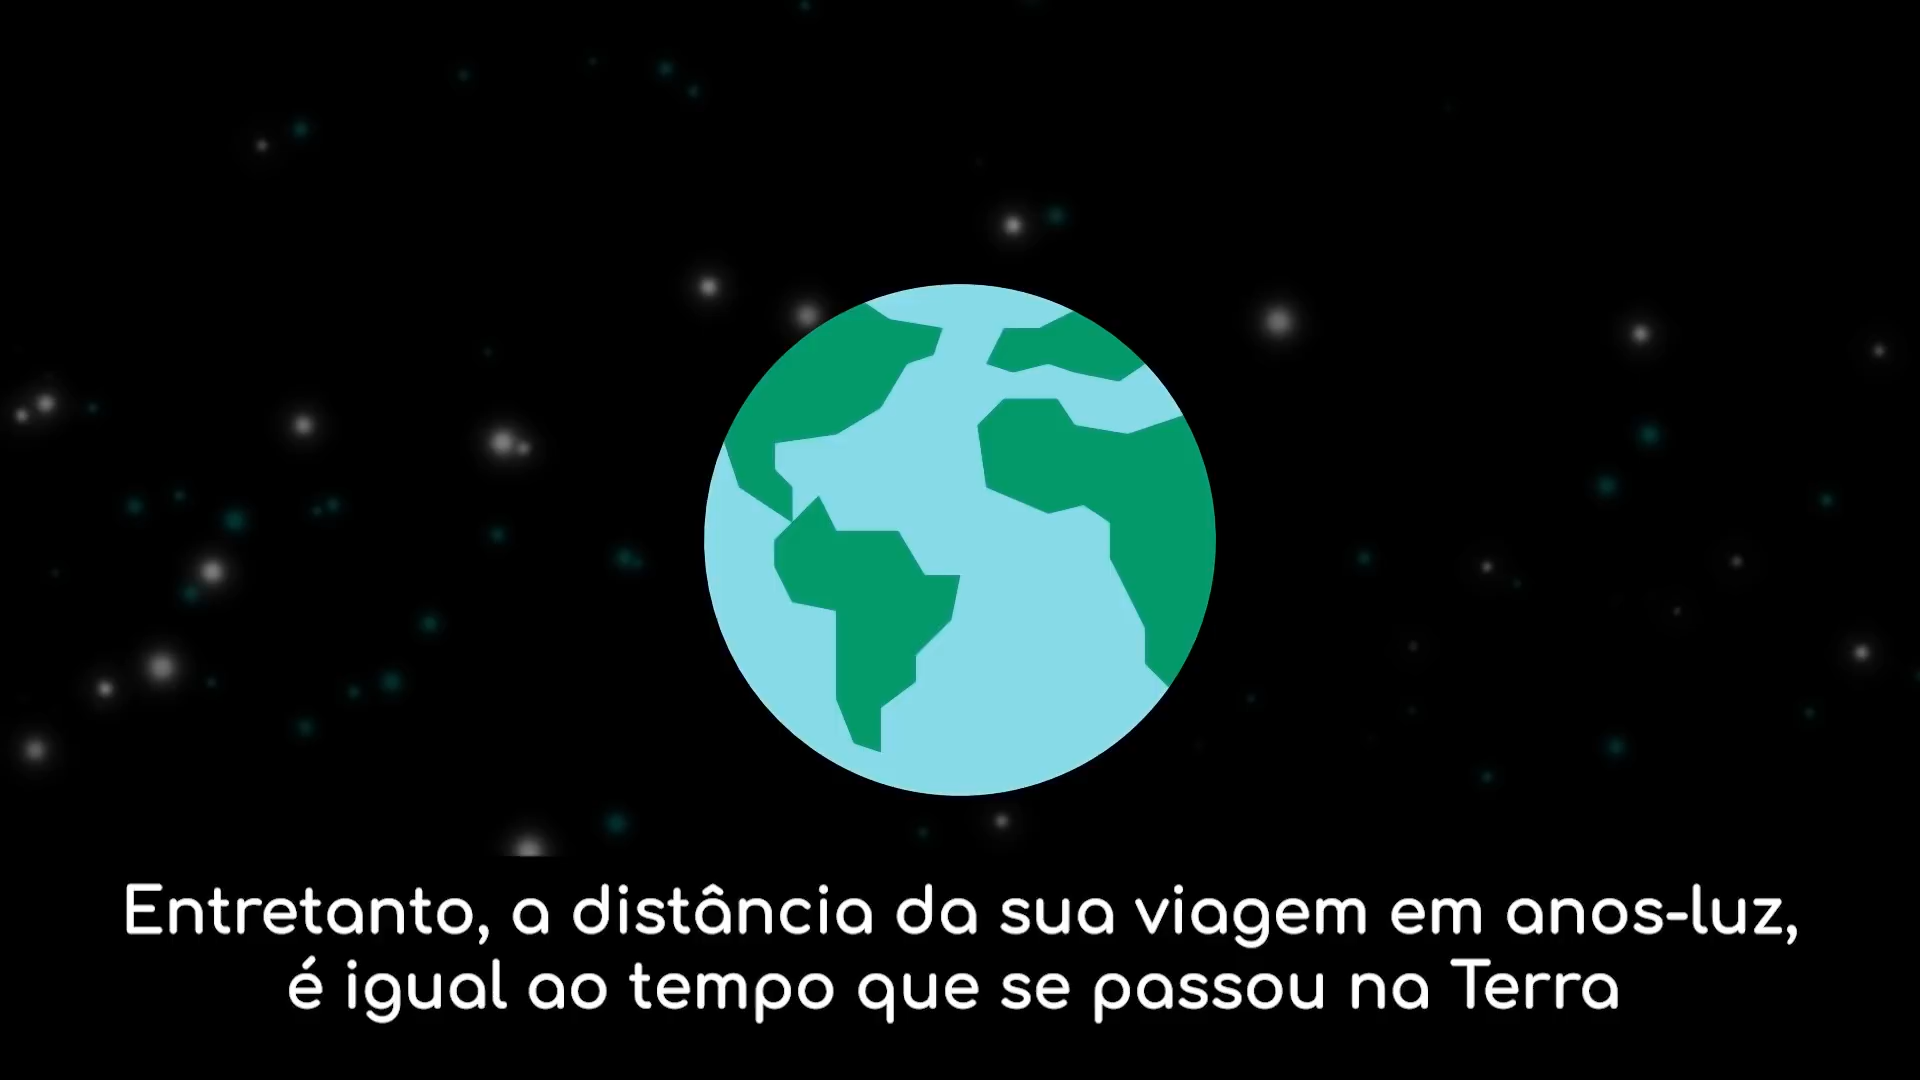 Entretanto, a distância da sua viagem em anos-luz,
é igual ao tempo que se passou na Terra